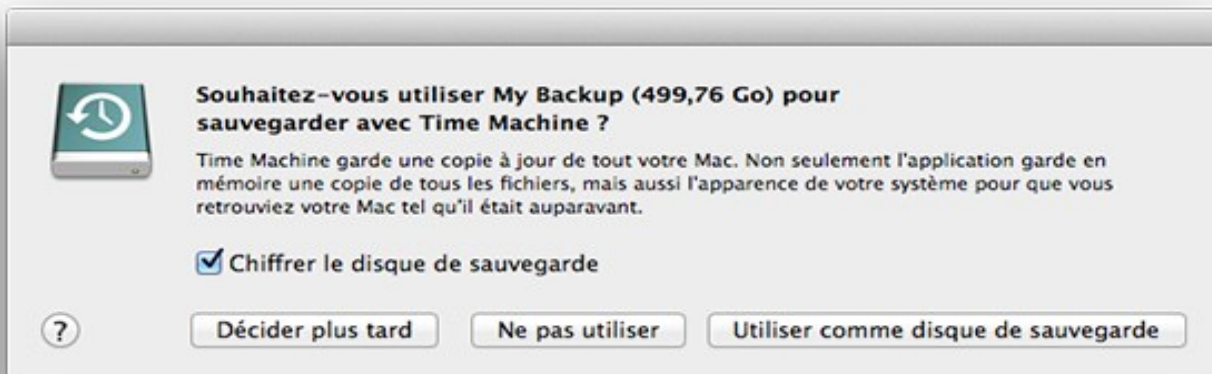 Souhaitez-vous utiliser My Backup (499,76 Go) pour
sauvegarder avec Time Machine ?
Time Machine garde une copie à jour de tout votre Mac. Non seulement l'application garde en
mémoire une copie de tous les fichiers, mais aussi l'apparence de votre système pour que vous
retrouviez votre Mac tel qu'il était auparavant.
Chiffrer le disque de sauvegarde
? Décider plus tard Ne pas utiliser Utiliser comme disque de sauvegarde